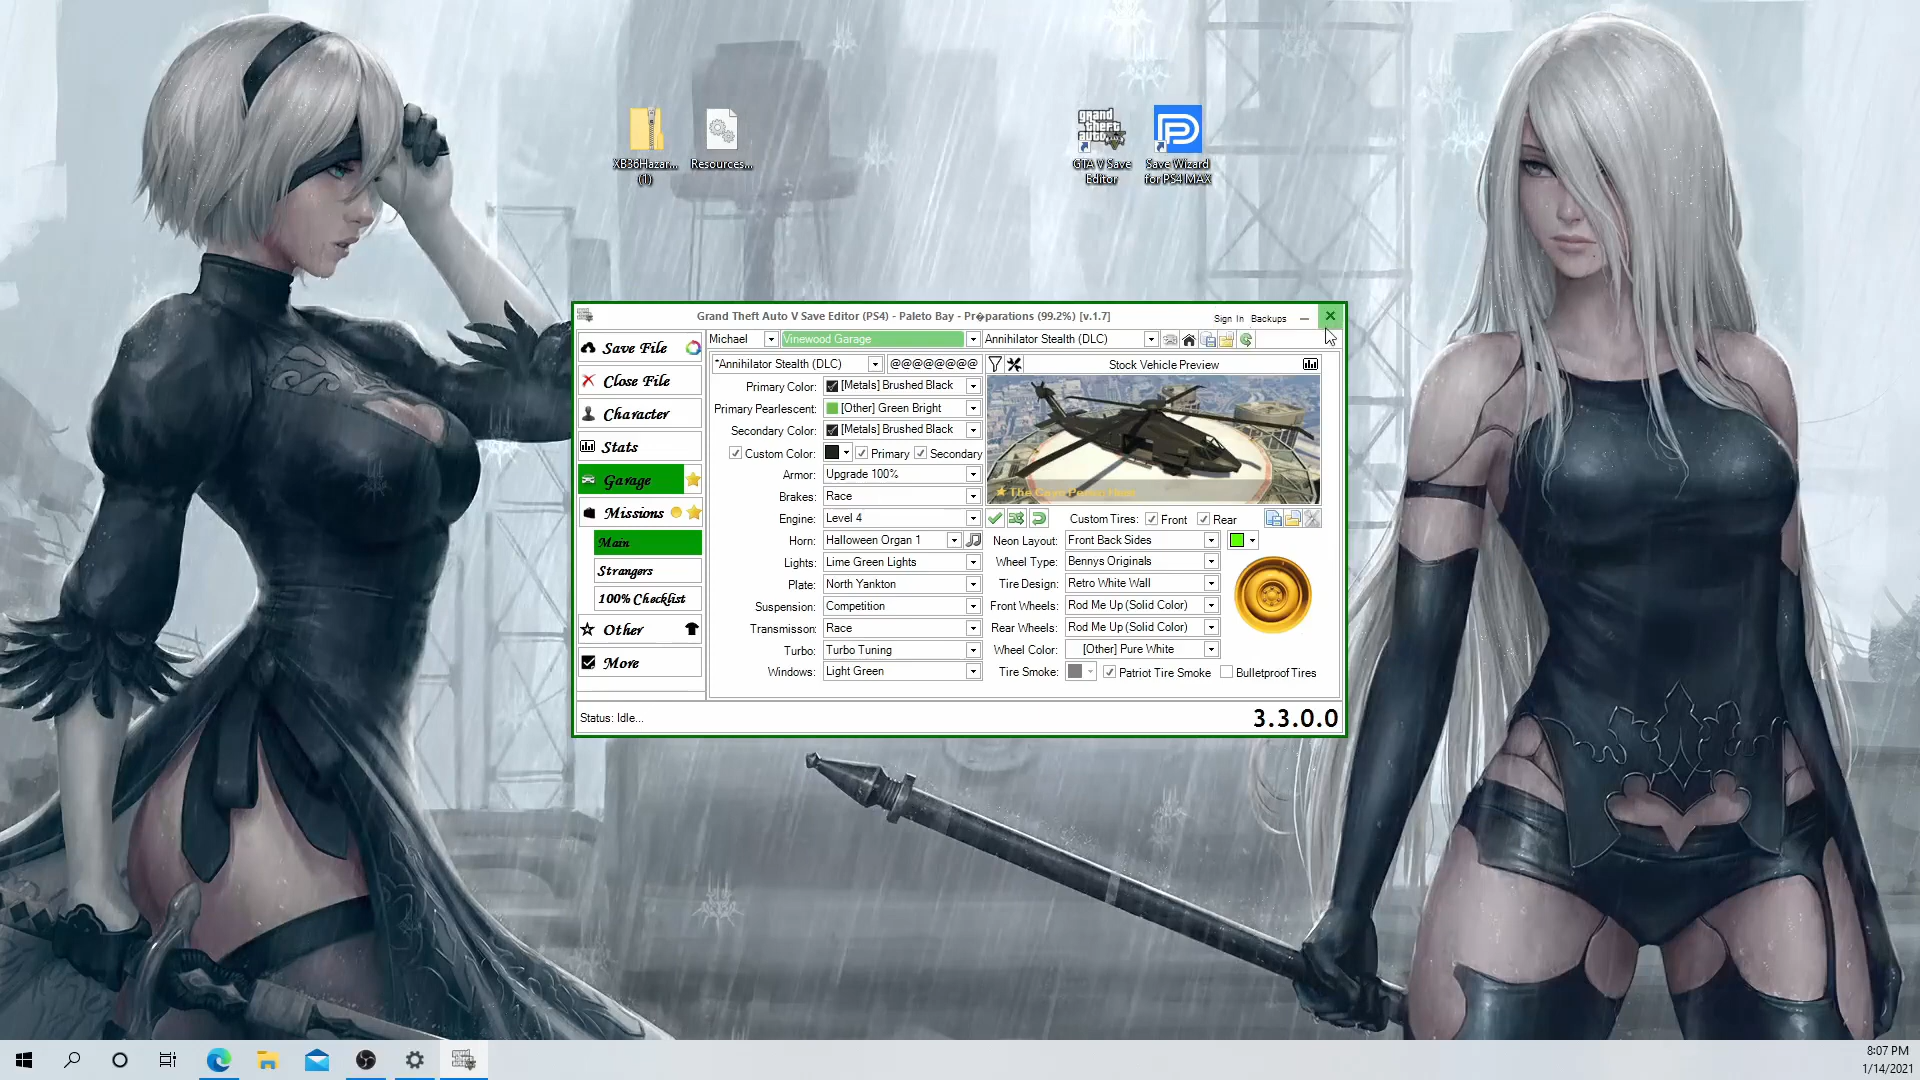 XB36Hazar...
(1)
Resources...
GTA V Save
Editor
Save Wizard
for PS4 MAX
Grand Theft Auto V Save Editor (PS4) - Paleto Bay - Pr�parations (99.2%) [v.1.7]
Sign In
Backups
Save File
Close File
Character
Stats
Garage
Missions
Main
Strangers
100% Checklist
Other
More
Michael
Vinewood Garage
Annihilator Stealth (DLC)
*Annihilator Stealth (DLC)
@@@@@@@@
Stock Vehicle Preview
Primary Color: [Metals] Brushed Black
Primary Pearlescent: [Other] Green Bright
Secondary Color: [Metals] Brushed Black
Custom Color: Primary Secondary
Armor: Upgrade 100%
Brakes: Race
Engine: Level 4
Horn: Halloween Organ 1
Lights: Lime Green Lights
Plate: North Yankton
Suspension: Competition
Transmisson: Race
Turbo: Turbo Tuning
Windows: Light Green
Custom Tires: Front Rear
Neon Layout: Front Back Sides
Wheel Type: Bennys Originals
Tire Design: Retro White Wall
Front Wheels: Rod Me Up (Solid Color)
Rear Wheels: Rod Me Up (Solid Color)
Wheel Color: [Other] Pure White
Tire Smoke: Patriot Tire Smoke Bulletproof Tires
Status: Idle...
3.3.0.0
8:07 PM
1/14/2021